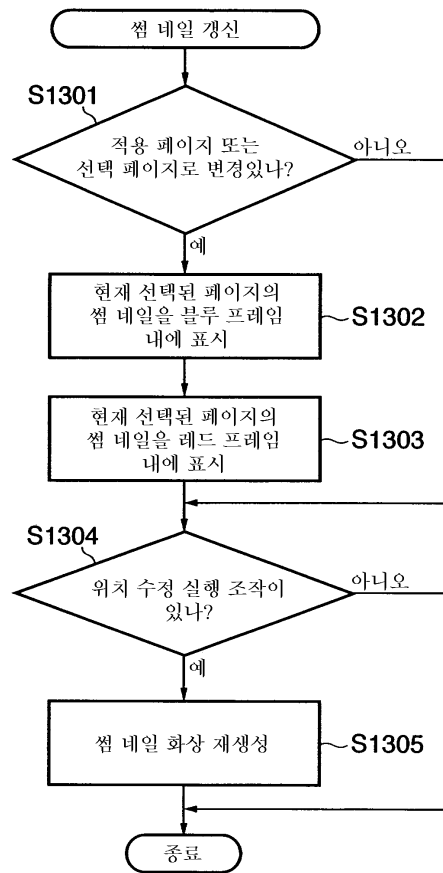 썸 네일 갱신
S1301
적용 페이지 또는
선택 페이지로 변경있나?
아니오
예
현재 선택된 페이지의
썸 네일을 블루 프레임
내에 표시
S1302
현재 선택된 페이지의
썸 네일을 레드 프레임
내에 표시
S1303
S1304
위치 수정 실행 조작이
있나?
아니오
예
썸 네일 화상 재생성
S1305
종료